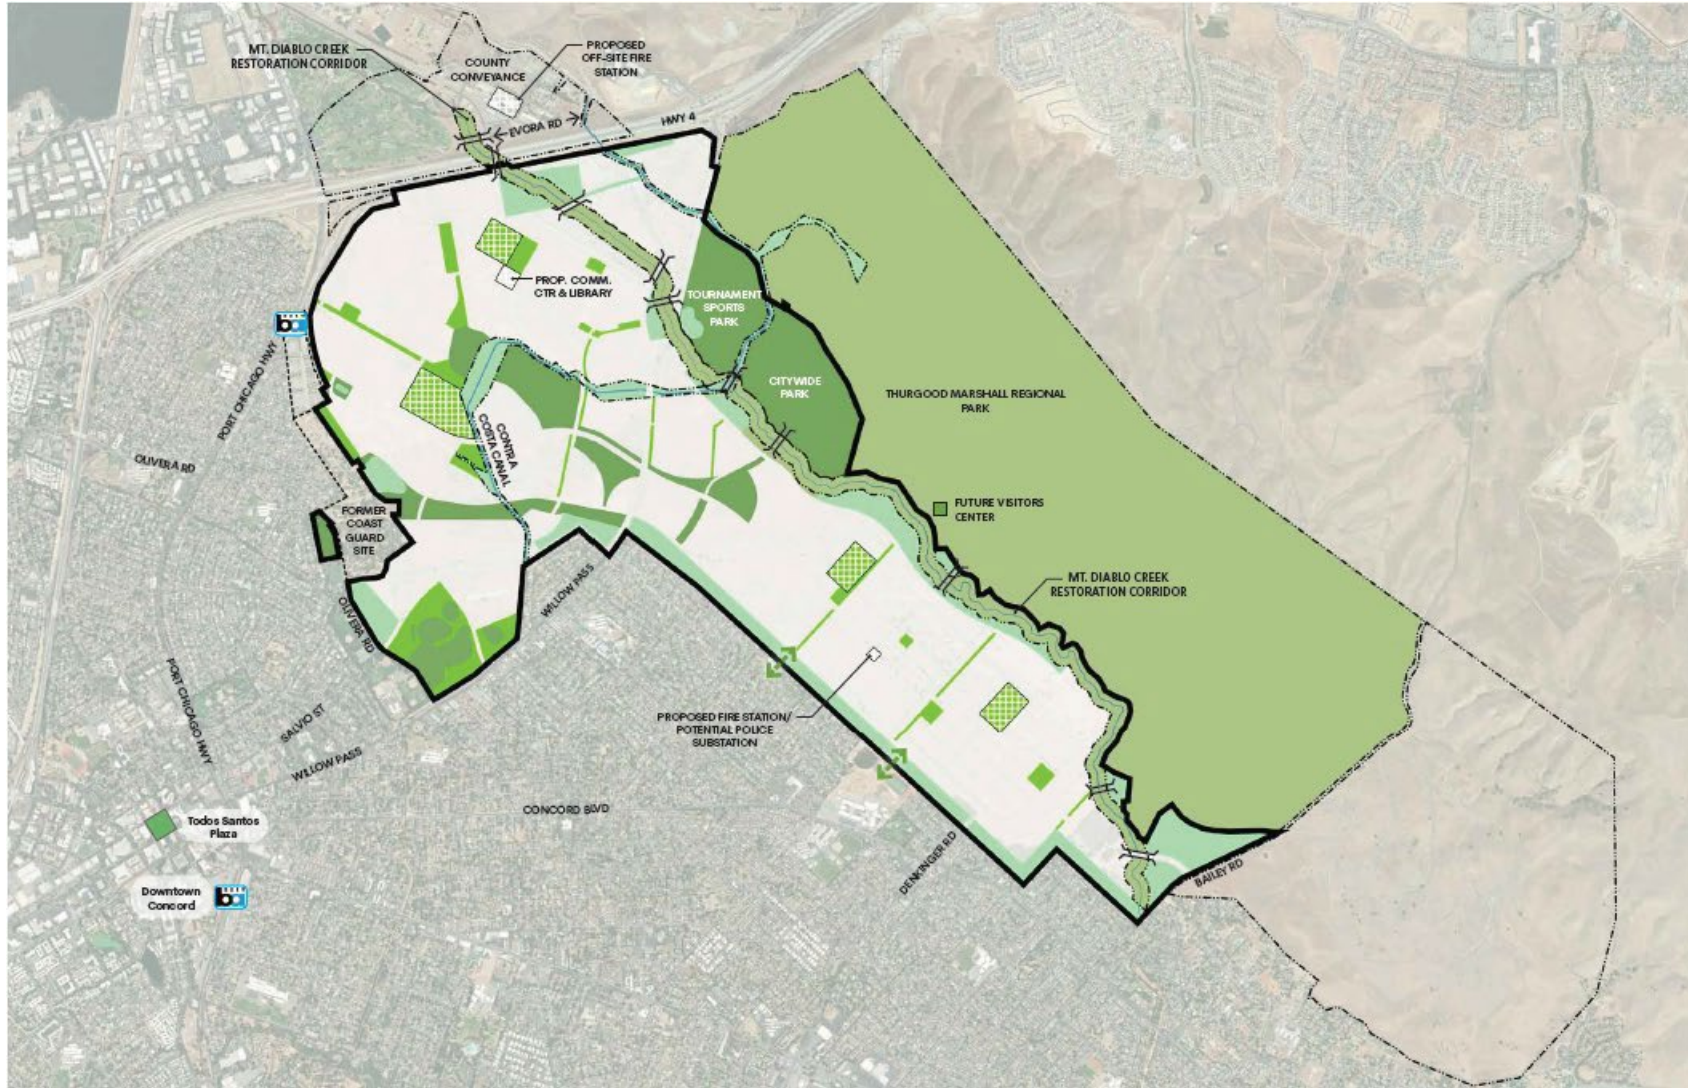 MT. DIABLO CREEK
RESTORATION CORRIDOR
COUNTY
CONVEYANCE
PROPOSED
OFF-SITE FIRE
STATION
EVORA RD
HWY 4
PROP. COMM.
CTR & LIBRARY
TOURNAMENT
SPORTS
PARK
CITYWIDE
PARK
THURGOOD MARSHALL REGIONAL
PARK
PORT CHICAGO HWY
OLIVERA RD
CONTRA
COSTA CANAL
FORMER
COAST
GUARD
SITE
FUTURE VISITORS
CENTER
MT. DIABLO CREEK
RESTORATION CORRIDOR
OLIVERA RD
WILLOW PASS
PORT CHICAGO HWY
SALVIO ST
WILLOW PASS
PROPOSED FIRE STATION/
POTENTIAL POLICE
SUBSTATION
CONCORD BLVD
DENKINGER RD
BAILEY RD
Todos Santos
Plaza
Downtown
Concord